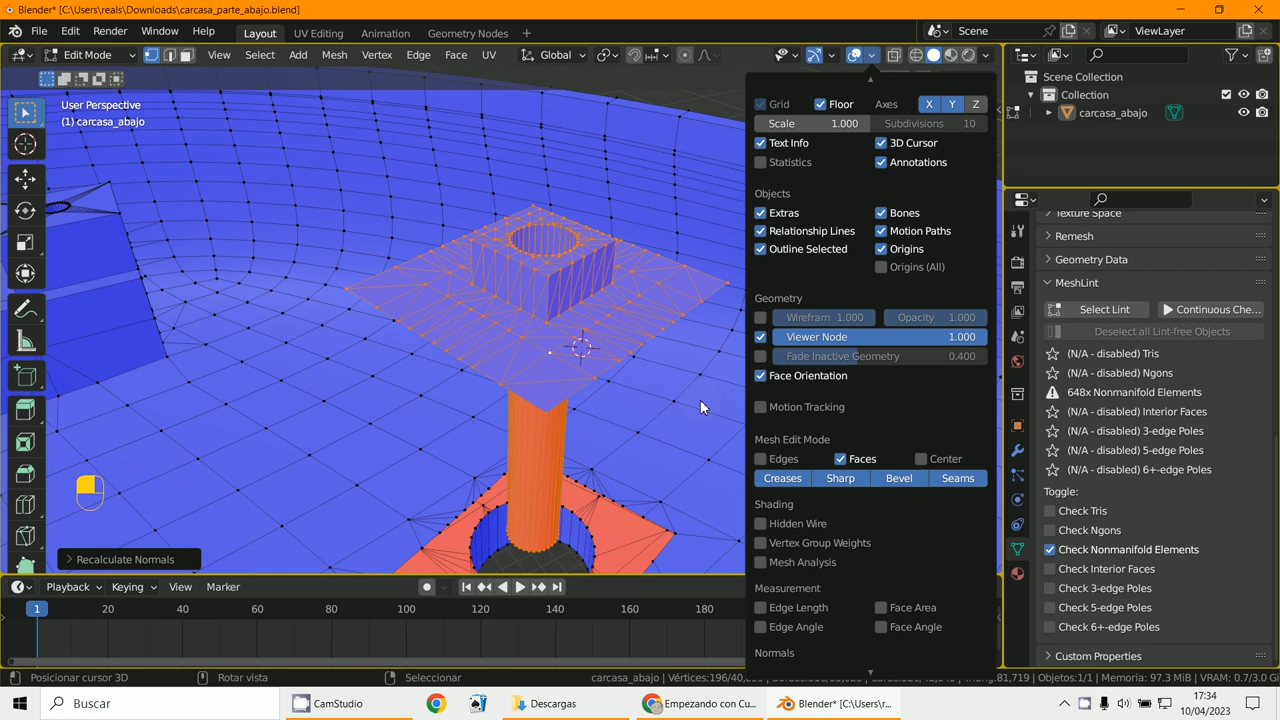 Blender* [C:\Users\reals\Downloads\carcasa_parte_abajo.blend]
File Edit Render Window Help Layout UV Editing Animation Geometry Nodes + Scene ViewLayer
Edit Mode View Select Add Mesh Vertex Edge Face UV Global
User Perspective
(1) carcasa_abajo
Grid Floor Axes X Y Z
Scale 1.000 Subdivisions 10
Text Info 3D Cursor
Statistics Annotations
Objects
Extras Bones
Relationship Lines Motion Paths
Outline Selected Origins
Origins (All)
Geometry
Wirefram 1.000 Opacity 1.000
Viewer Node 1.000
Fade Inactive Geometry 0.400
Face Orientation
Motion Tracking
Mesh Edit Mode
Edges Faces Center
Creases Sharp Bevel Seams
Shading
Hidden Wire
Vertex Group Weights
Mesh Analysis
Measurement
Edge Length Face Area
Edge Angle Face Angle
Normals
Scene Collection
Collection
carcasa_abajo
Texture Space
Remesh
Geometry Data
MeshLint
Select Lint Continuous Che...
Deselect all Lint-free Objects
(N/A - disabled) Tris
(N/A - disabled) Ngons
648x Nonmanifold Elements
(N/A - disabled) Interior Faces
(N/A - disabled) 3-edge Poles
(N/A - disabled) 5-edge Poles
(N/A - disabled) 6+-edge Poles
Toggle:
Check Tris
Check Ngons
Check Nonmanifold Elements
Check Interior Faces
Check 3-edge Poles
Check 5-edge Poles
Check 6+-edge Poles
Custom Properties
Recalculate Normals
Playback Keying View Marker
1 20 40 60 80 100 120 140 160 180
Posicionar cursor 3D Rotar vista Seleccionar carcasa_abajo | Vértices:196/40, Objetos:1/1 | Memoria: 97.3 MiB | VRAM: 0.7/3.0 Gi
Buscar CamStudio Descargas Empezando con Cu... Blender* [C:\Users\r... 17:34
10/04/2023